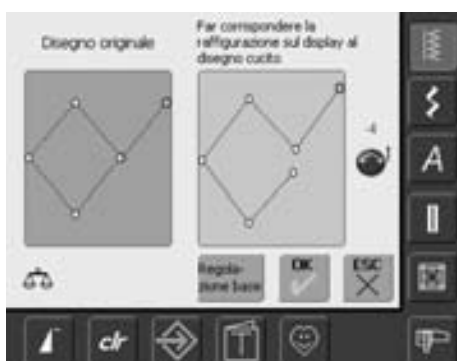 Disegno originale
Far corrispondere la
raffigurazione sul display al
disegno cucito
-4
A
Regola-
zione base
OK
ESC
clr